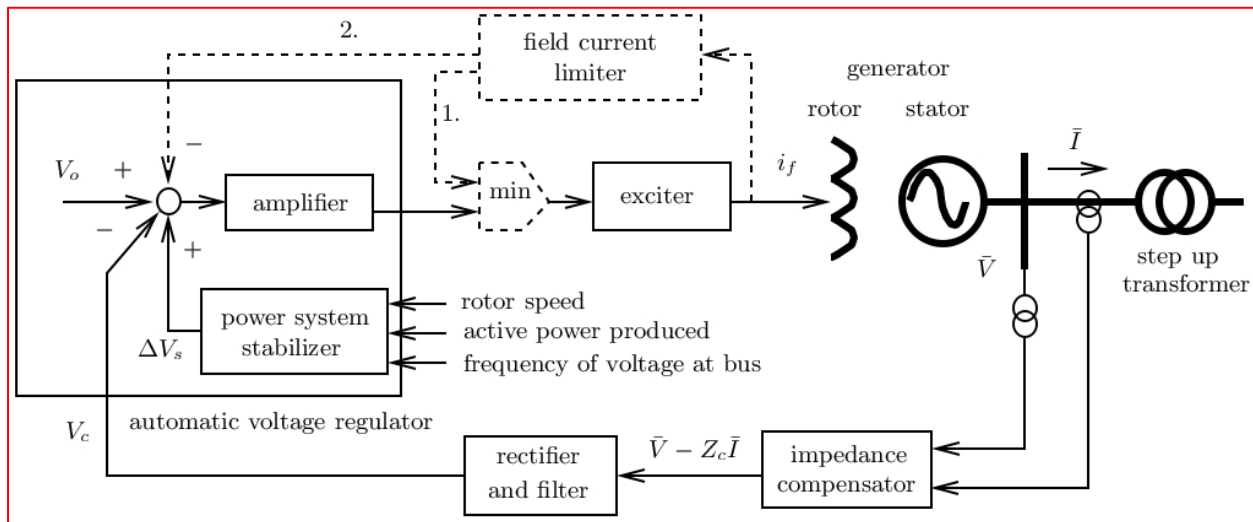 2.
field current
limiter
generator
1.
rotor
stator
Ī
V_o
+
−
amplifier
min
exciter
i_f
−
+
V̄
step up
transformer
power system
stabilizer
rotor speed
active power produced
frequency of voltage at bus
ΔV_s
automatic voltage regulator
V_c
rectifier
and filter
V̄ − Z_cĪ
impedance
compensator